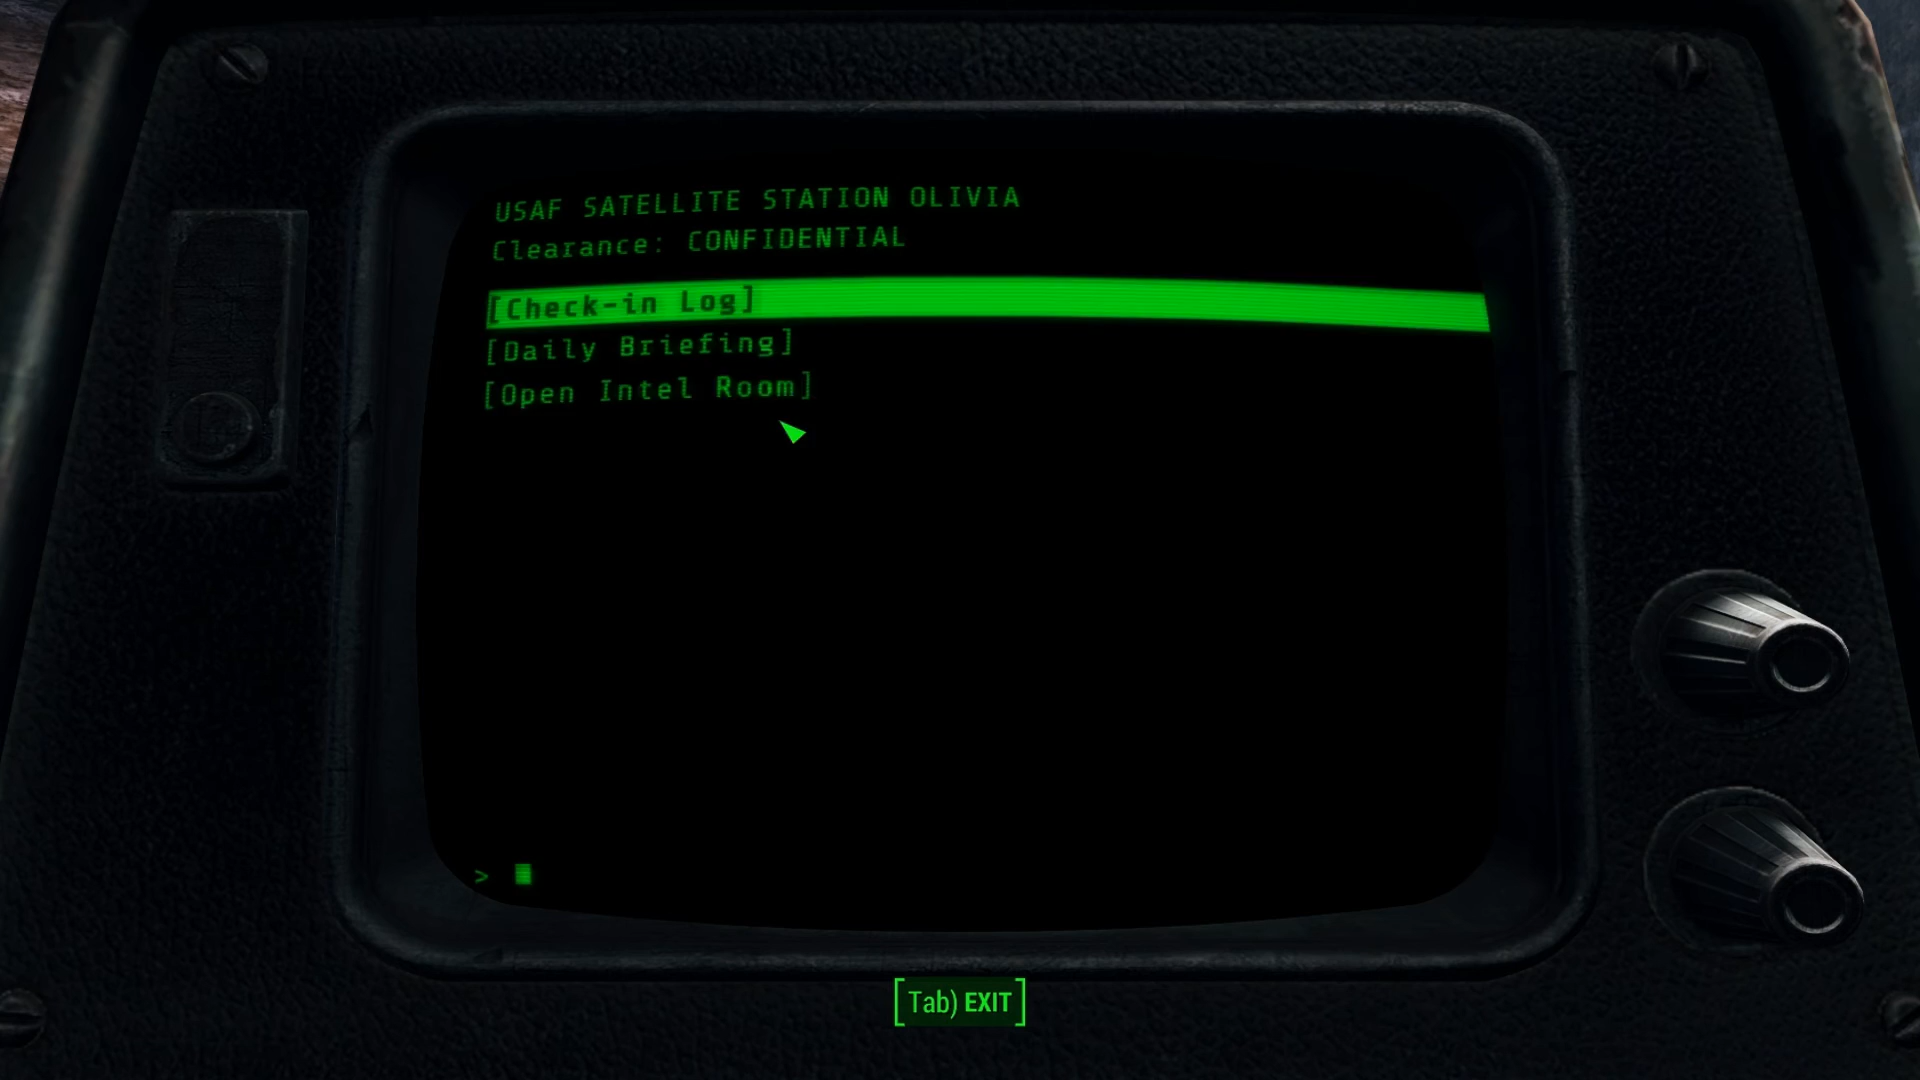 USAF SATELLITE STATION OLIVIA
Clearance: CONFIDENTIAL
[Check-in Log]
[Daily Briefing]
[Open Intel Room]
>
[Tab) EXIT]